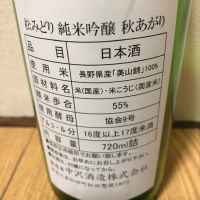 松みどり 純米吟醸 秋あがり
品目 日本酒
使用米 長野県産「美山錦」100%
原材料名 米(国産)・米こうじ(国産米)
精米歩合 55%
使用酵母 協会9号
アルコール分 16度以上17度未満
内容量 720ml詰
中沢酒造株式会社